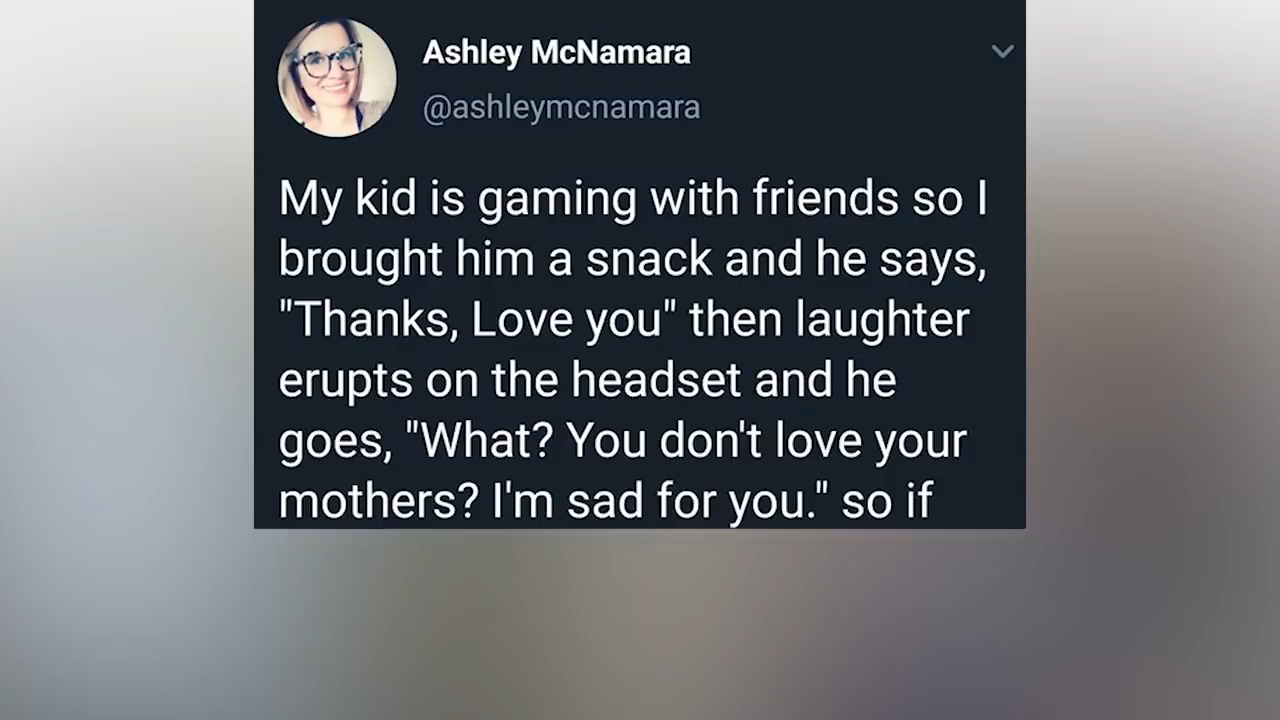 Ashley McNamara
@ashleymcnamara
My kid is gaming with friends so I
brought him a snack and he says,
"Thanks, Love you" then laughter
erupts on the headset and he
goes, "What? You don't love your
mothers? I'm sad for you." so if